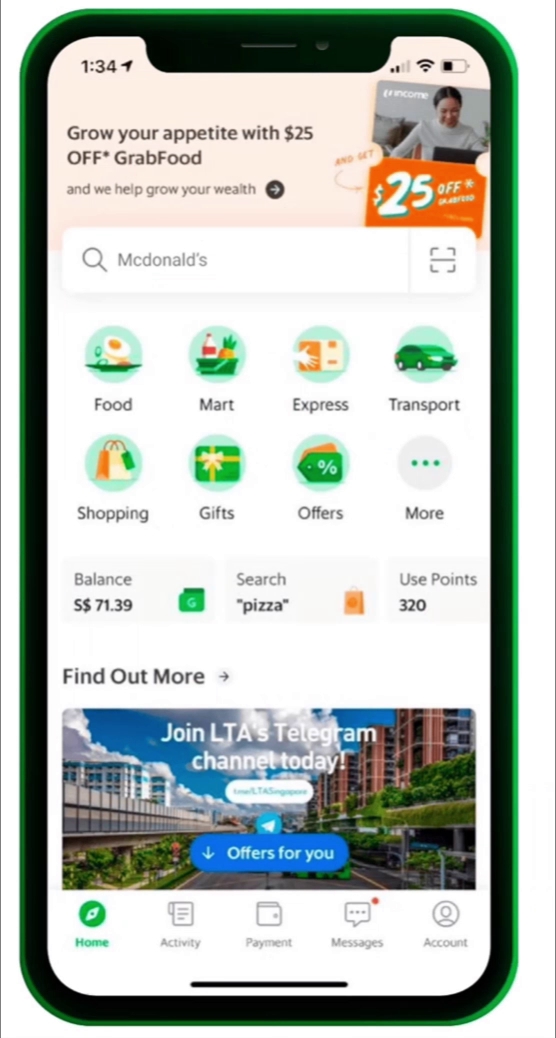 1:34
Grow your appetite with $25
OFF* GrabFood
and we help grow your wealth
income
AND GET
$25 OFF*
GRABFOOD
Mcdonald's
Food
Mart
Express
Transport
%
Shopping
Gifts
Offers
More
Balance
S$ 71.39
G
Search
"pizza"
Use Points
320
Find Out More
Join LTA's Telegram
channel today!
t.me/LTASingapore
Offers for you
Home
Activity
Payment
Messages
Account